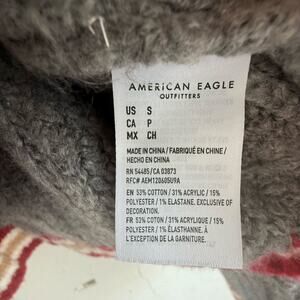 AMERICAN EAGLE
OUTFITTERS
US S
CA P
MX CH
MADE IN CHINA / FABRIQUÉ EN CHINE /
HECHO EN CHINA
RN 54485/CA 03873
RFC# AEM120605U9A
EN 53% COTTON / 31% ACRYLIC / 15%
POLYESTER / 1% ELASTANE. EXCLUSIVE OF
DECORATION.
FR 53% COTON / 31% ACRYLIQUE / 15%
POLYESTER / 1% ÉLASTHANNE. À
L'EXCEPTION DE LA GARNITURE.